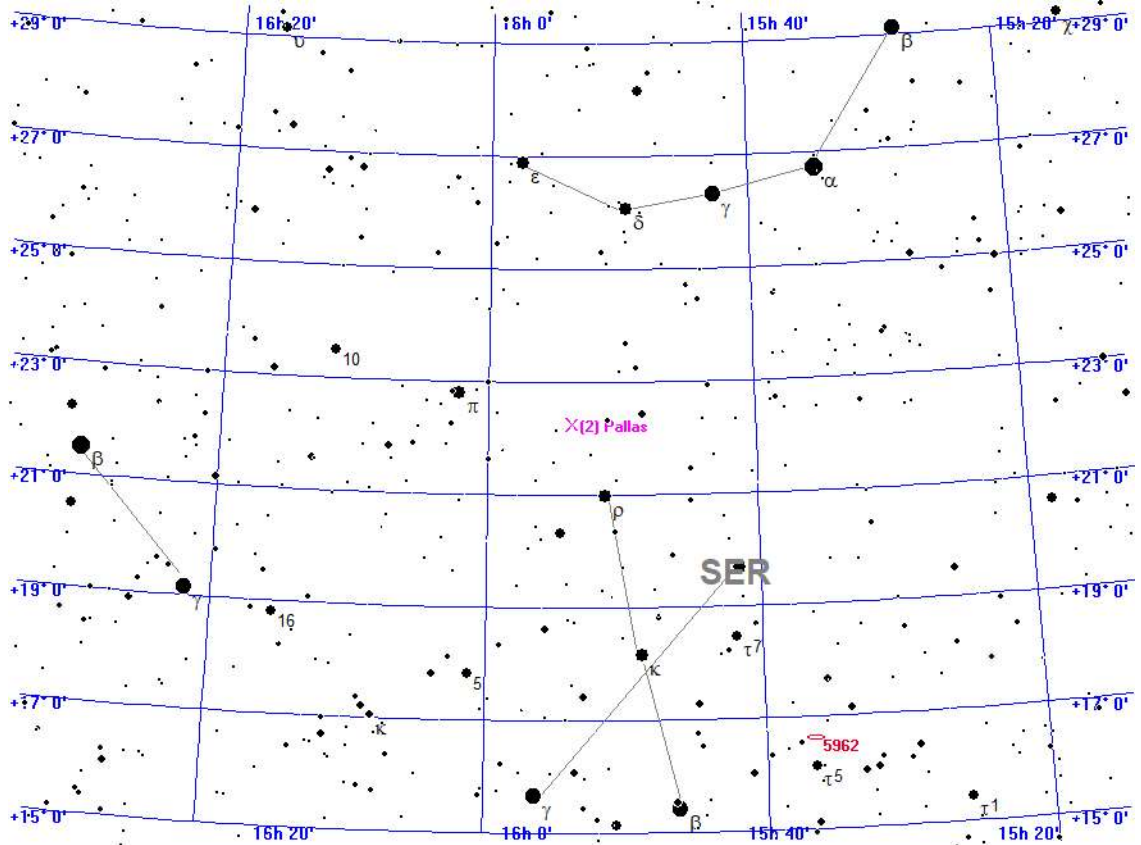 +29° 0'
16h 20'
16h 0'
15h 40'
15h 20'
+29° 0'
υ
β
χ
+27° 0'
+27° 0'
ε
α
δ
γ
+25° 0'
+25° 0'
10
+23° 0'
+23° 0'
π
X(2) Pallas
β
+21° 0'
+21° 0'
ρ
SER
+19° 0'
+19° 0'
γ
16
τ7
κ
5
+17° 0'
+17° 0'
κ
5962
τ5
γ
β
τ1
+15° 0'
+15° 0'
16h 20'
16h 0'
15h 40'
15h 20'